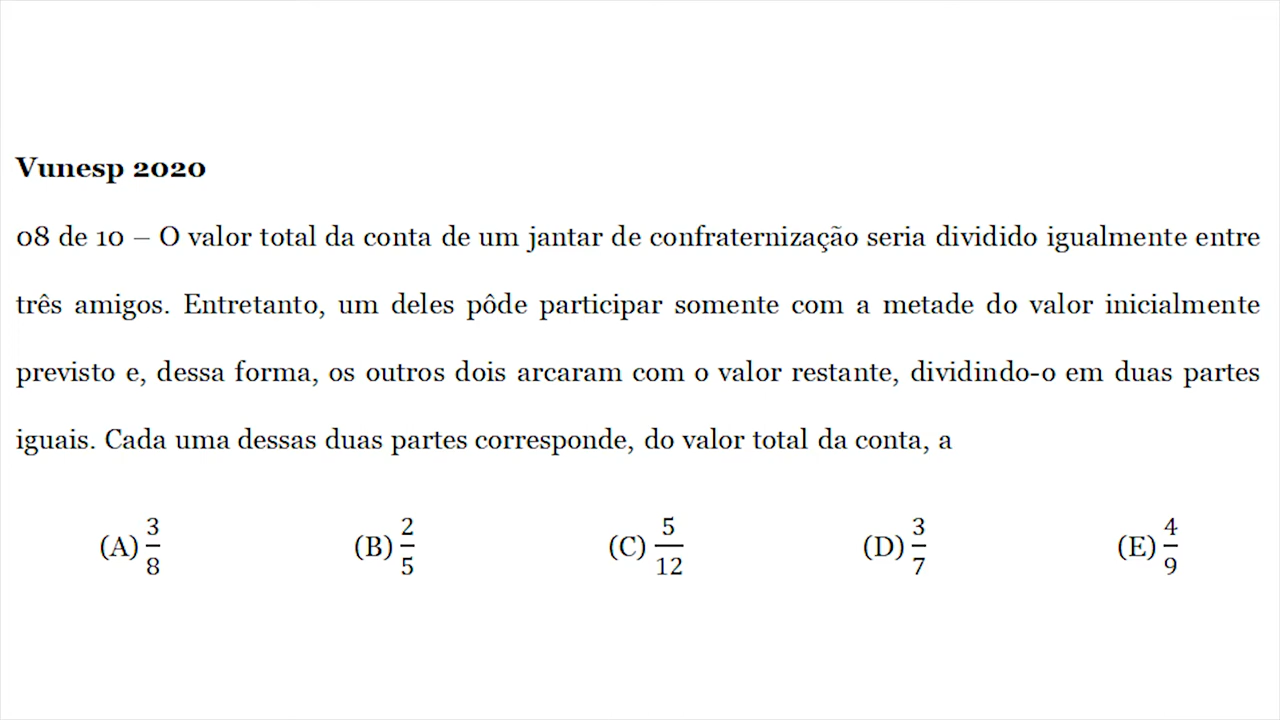 Vunesp 2020
08 de 10 – O valor total da conta de um jantar de confraternização seria dividido igualmente entre
três amigos. Entretanto, um deles pôde participar somente com a metade do valor inicialmente
previsto e, dessa forma, os outros dois arcaram com o valor restante, dividindo-o em duas partes
iguais. Cada uma dessas duas partes corresponde, do valor total da conta, a
(A) 3/8 (B) 2/5 (C) 5/12 (D) 3/7 (E) 4/9